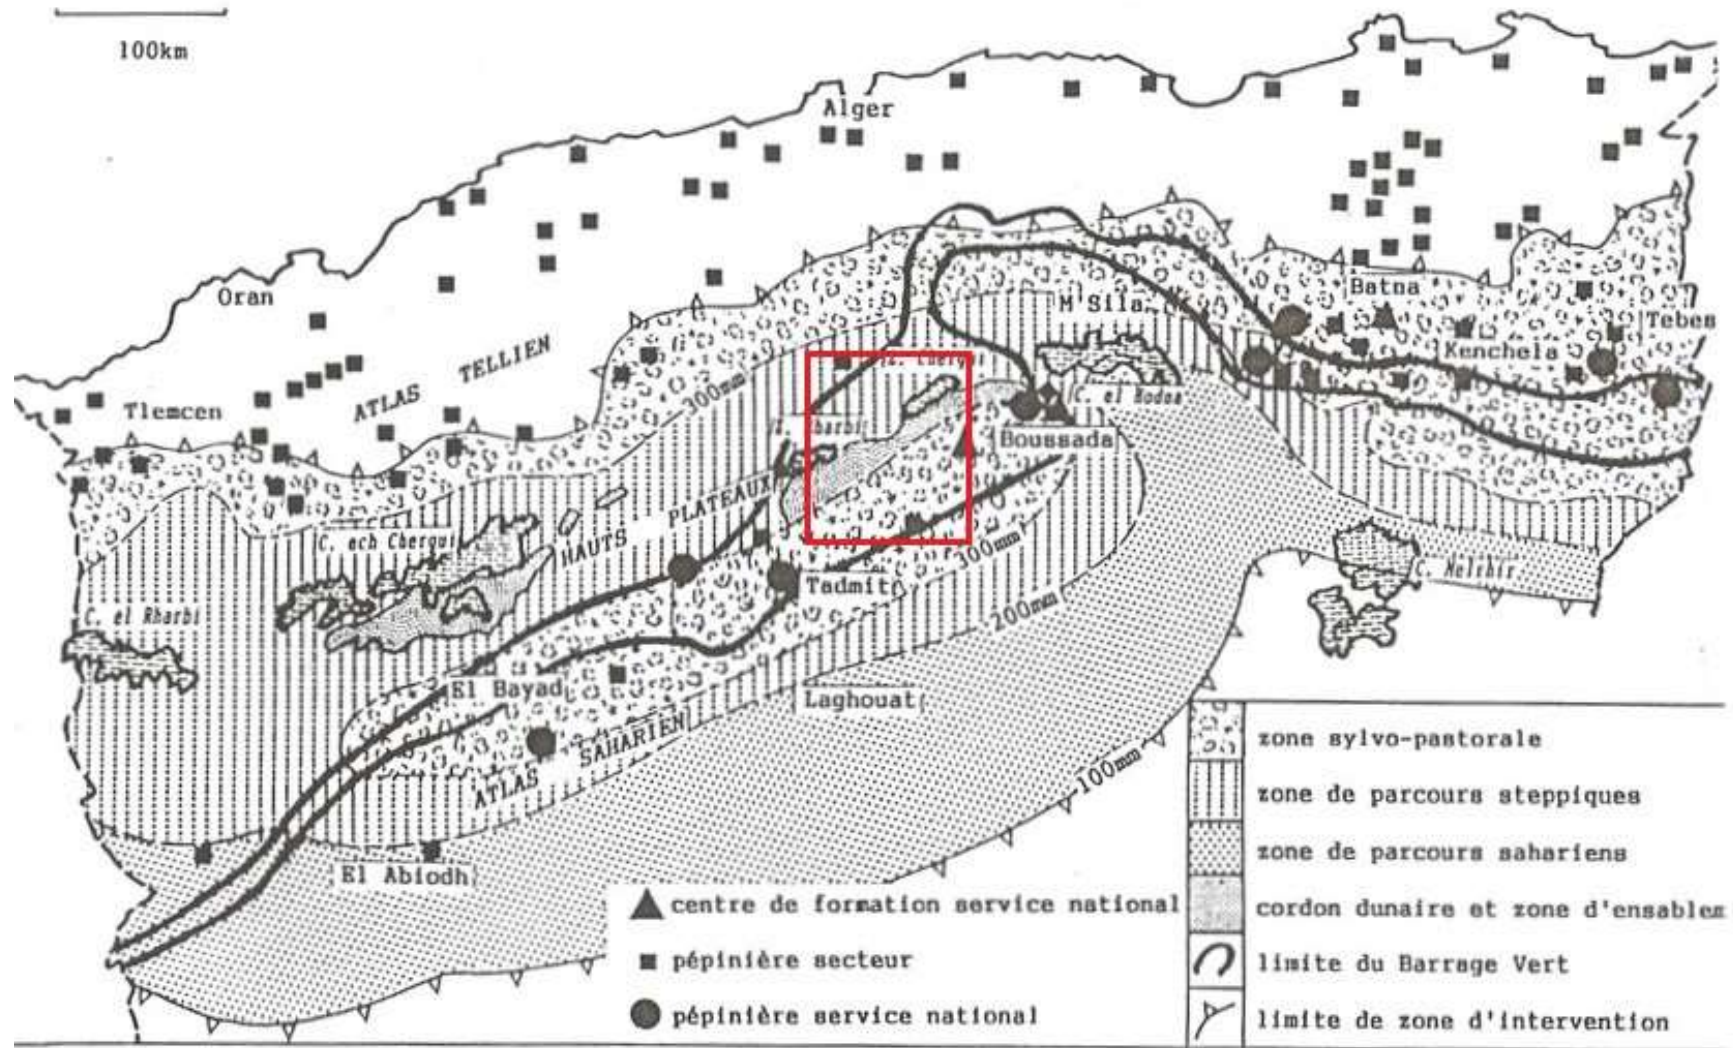 100km
Alger
Oran
M Sila
Batna
Tebes
Kenchela
ATLAS TELLIEN
300mm
Tlemcen
C. el Hodna
Boussada
HAUTS PLATEAUX
C. ech Chergui
C. Melrhir
C. el Rharbi
Tadmit
300mm
200mm
El Bayad
Laghouat
ATLAS SAHARIEN
100mm
El Abiodh
zone sylvo-pastorale
zone de parcours steppiques
zone de parcours sahariens
cordon dunaire et zone d'ensablem
limite du Barrage Vert
limite de zone d'intervention
centre de formation service national
pépinière secteur
pépinière service national